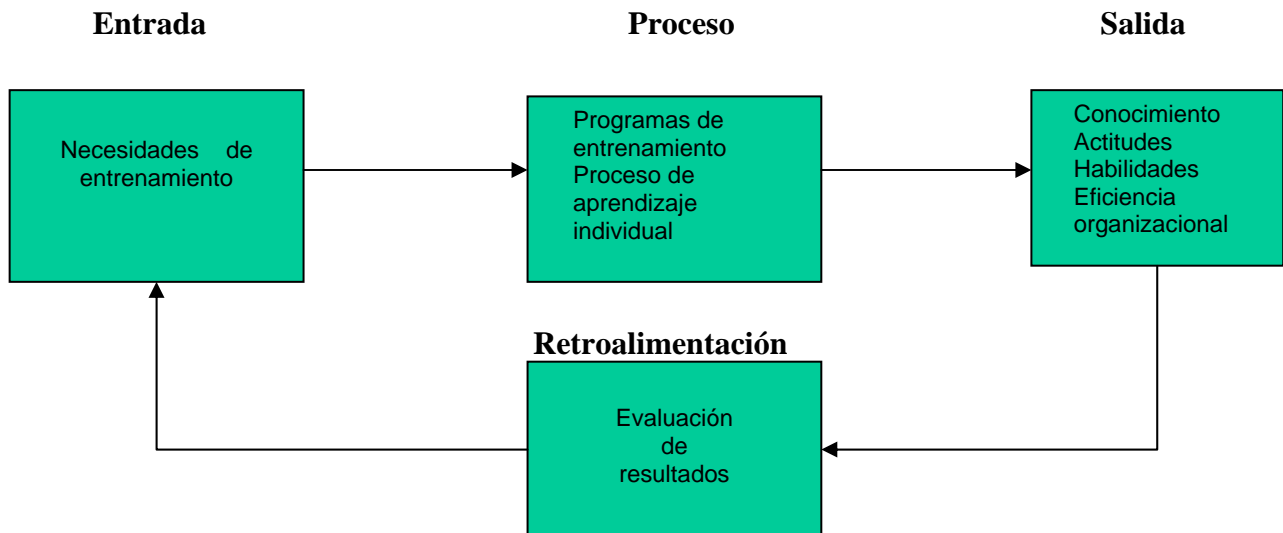 Entrada
Proceso
Salida
Necesidades de
entrenamiento
Programas de
entrenamiento
Proceso de
aprendizaje
individual
Conocimiento
Actitudes
Habilidades
Eficiencia
organizacional
Retroalimentación
Evaluación
de
resultados